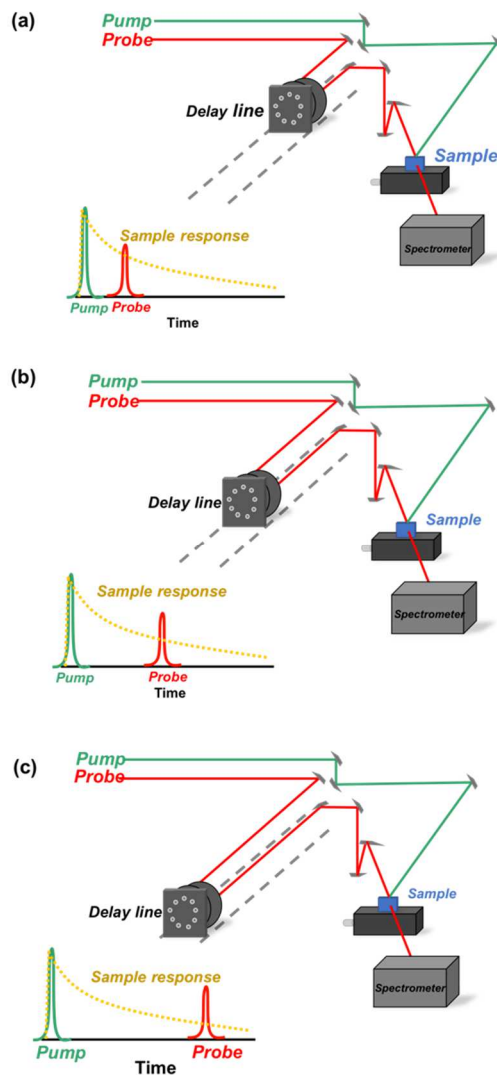 (a)
Pump
Probe
Delay line
Sample
Spectrometer
Sample response
Pump Probe
Time
(b)
Pump
Probe
Delay line
Sample
Spectrometer
Sample response
Pump Probe
Time
(c)
Pump
Probe
Delay line
Sample
Spectrometer
Sample response
Pump Probe
Time